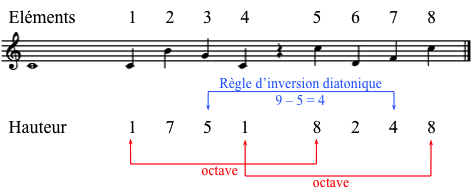 Eléments 1 2 3 4 5 6 7 8
Règle d'inversion diatonique
9 – 5 = 4
Hauteur 1 7 5 1 8 2 4 8
octave
octave